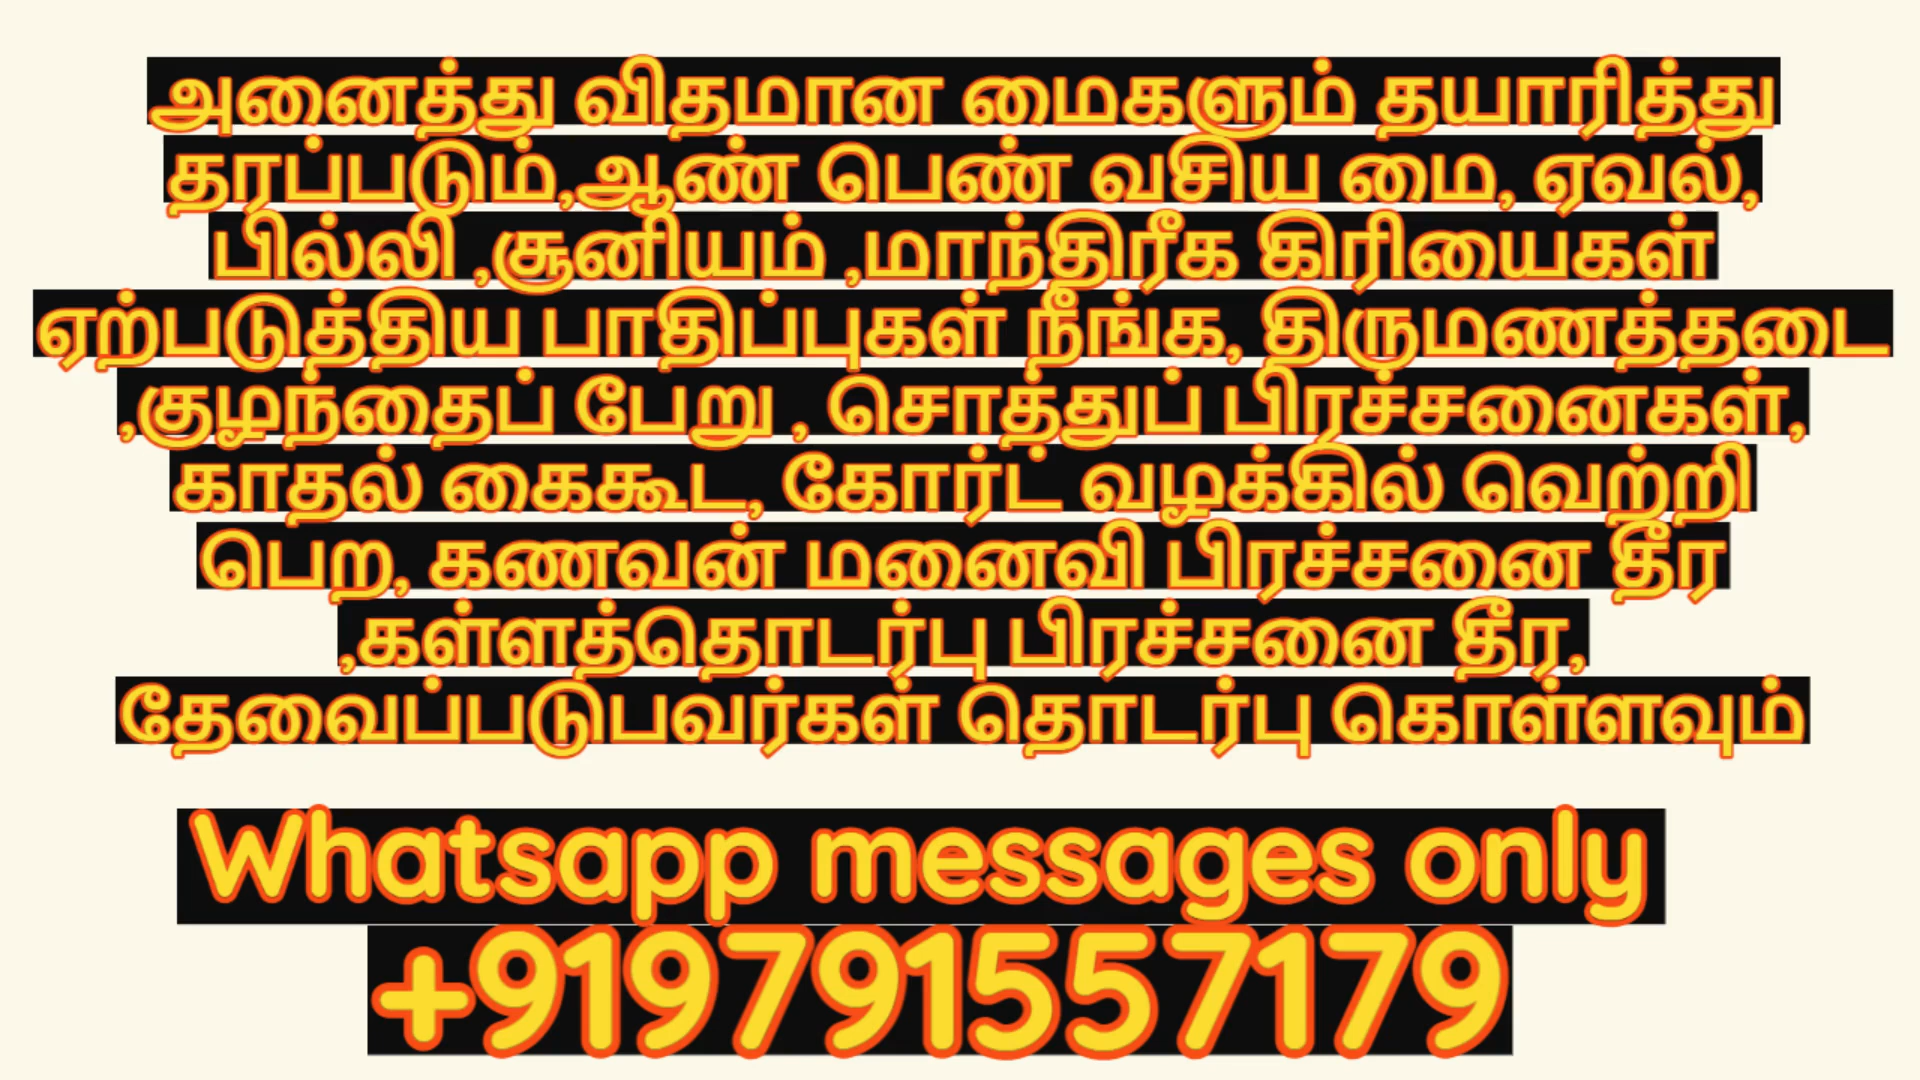 அனைத்து விதமான மைகளும் தயாரித்து
தரப்படும்,ஆண் பெண் வசிய மை, ஏவல்,
பில்லி ,சூனியம் ,மாந்திரீக கிரியைகள்
ஏற்படுத்திய பாதிப்புகள் நீங்க, திருமணத்தடை
,குழந்தைப் பேறு , சொத்துப் பிரச்சனைகள்,
காதல் கைகூட, கோர்ட் வழக்கில் வெற்றி
பெற, கணவன் மனைவி பிரச்சனை தீர
,கள்ளத்தொடர்பு பிரச்சனை தீர,
தேவைப்படுபவர்கள் தொடர்பு கொள்ளவும்
Whatsapp messages only
+919791557179